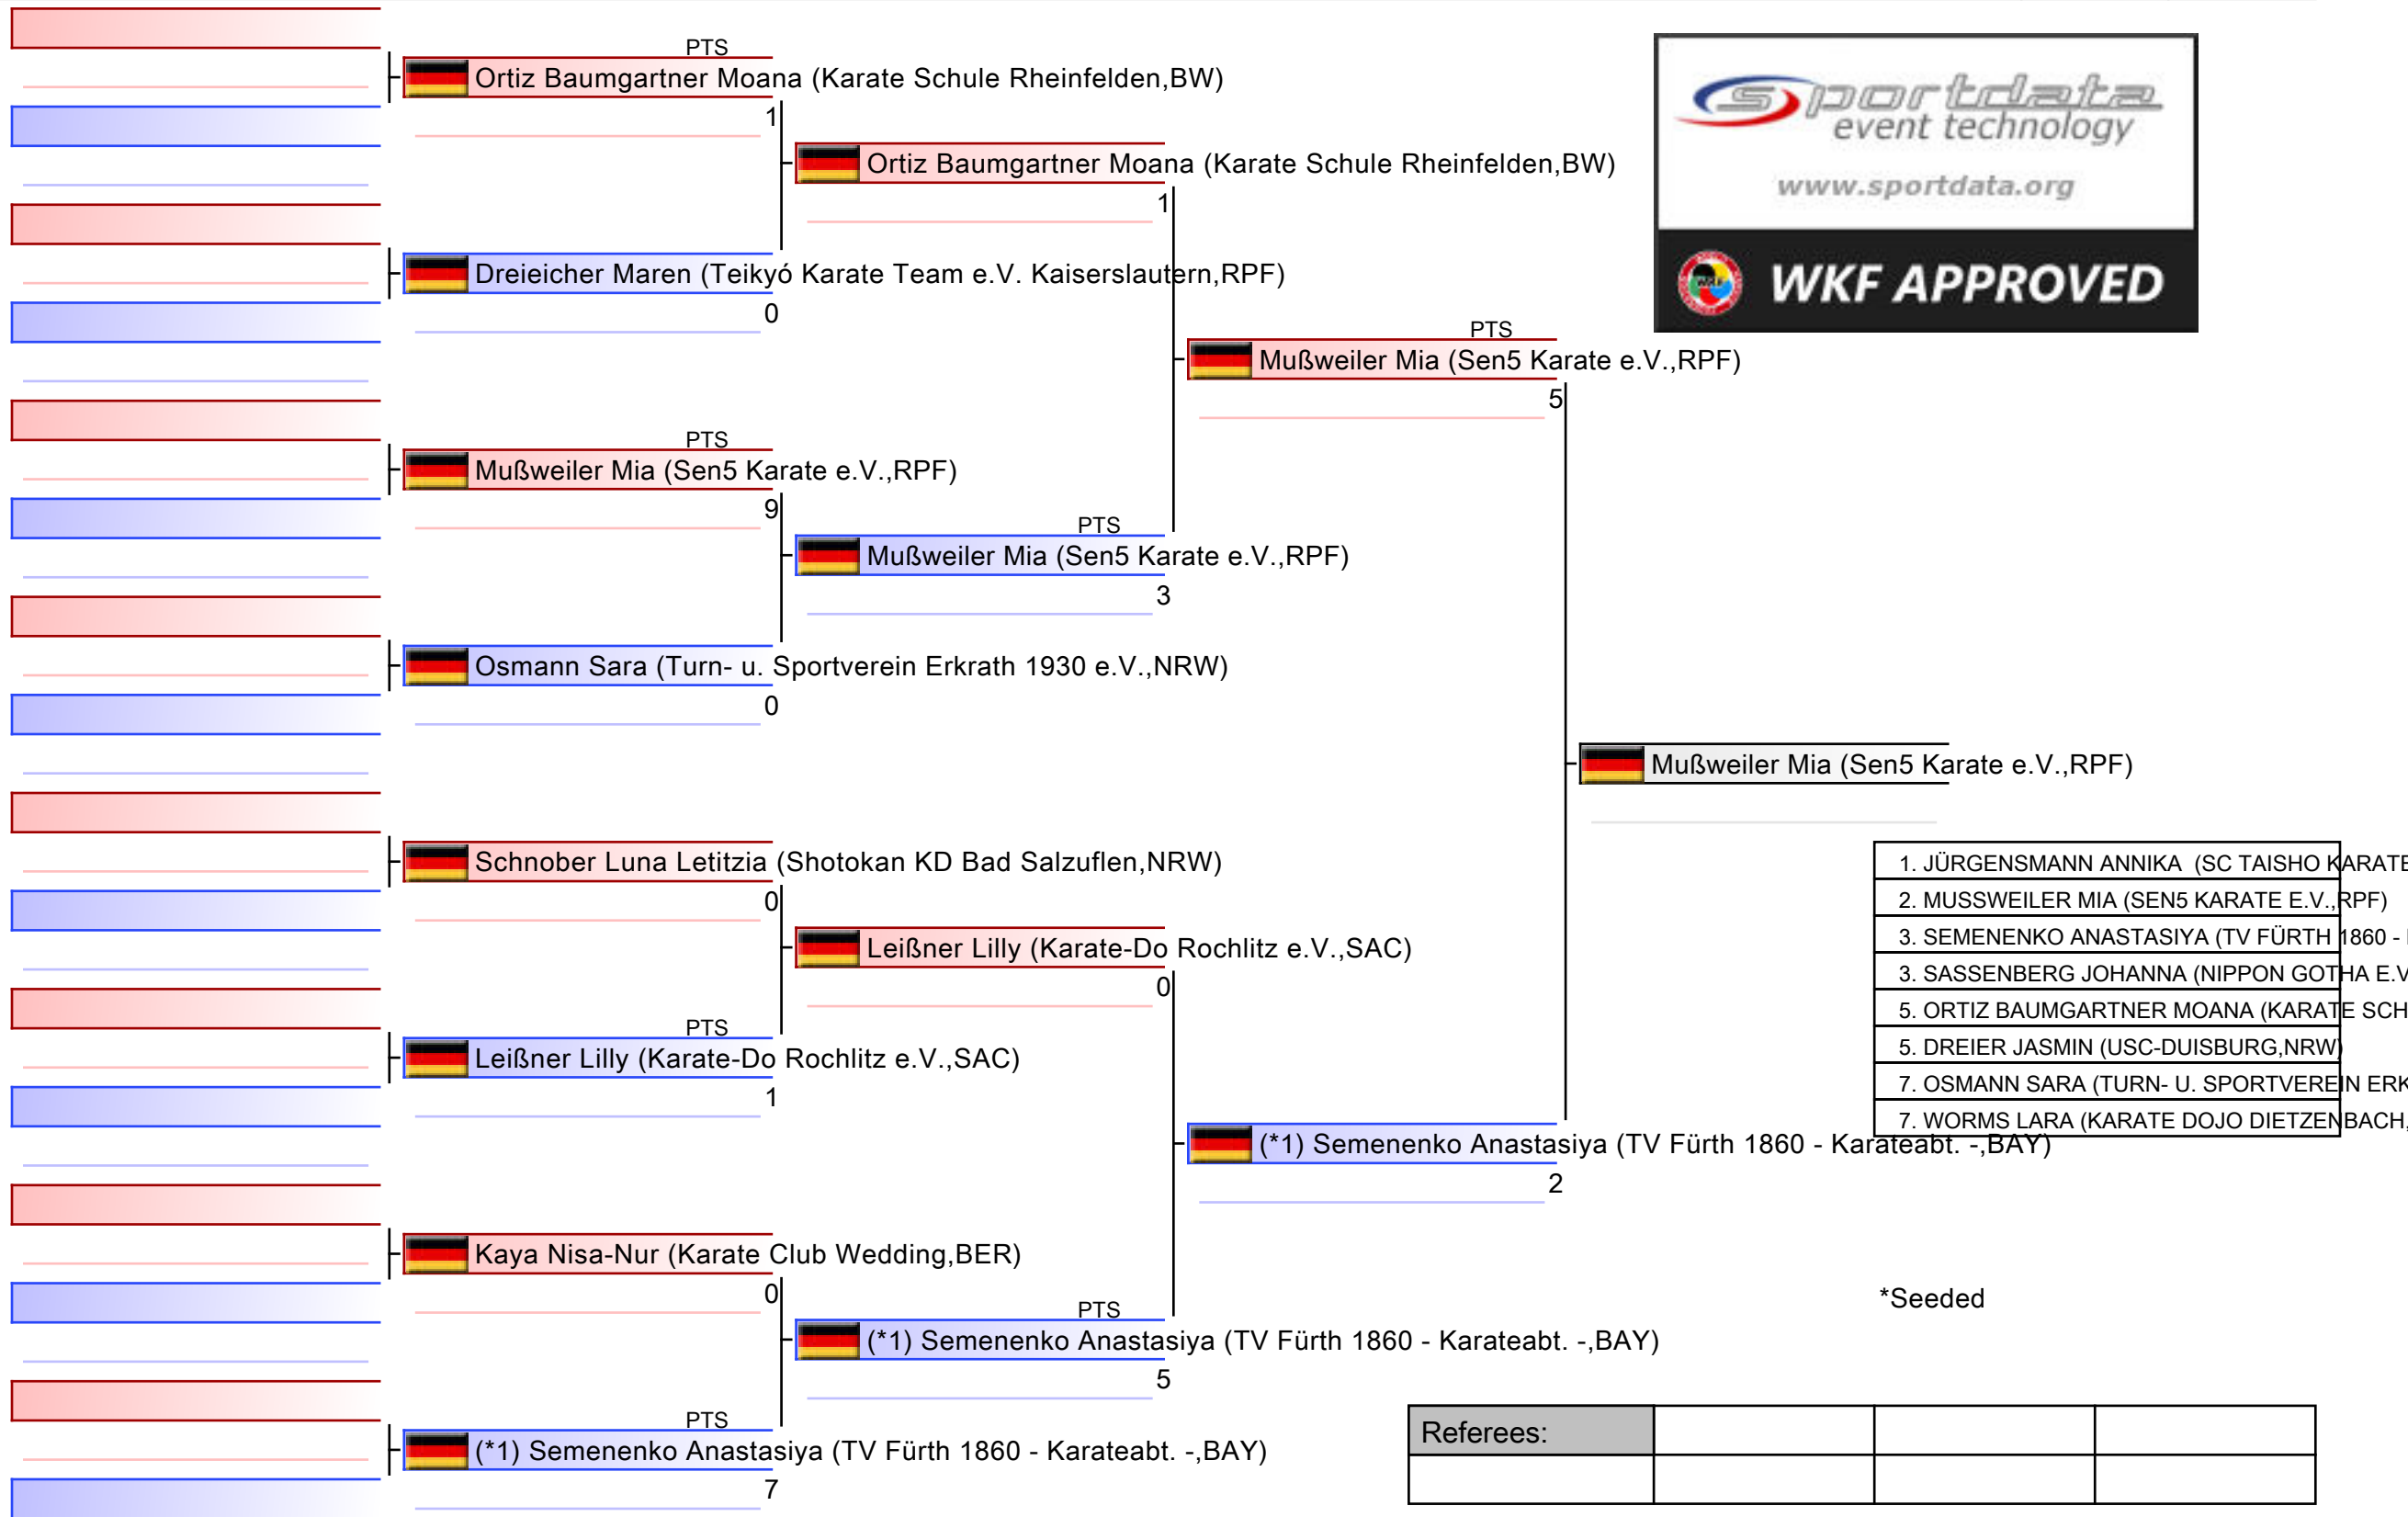 PTS
Ortiz Baumgartner Moana (Karate Schule Rheinfelden,BW)
1
Ortiz Baumgartner Moana (Karate Schule Rheinfelden,BW)
1
Dreieicher Maren (Teikyó Karate Team e.V. Kaiserslautern,RPF)
0
PTS
Mußweiler Mia (Sen5 Karate e.V.,RPF)
5
PTS
Mußweiler Mia (Sen5 Karate e.V.,RPF)
9
PTS
Mußweiler Mia (Sen5 Karate e.V.,RPF)
3
Osmann Sara (Turn- u. Sportverein Erkrath 1930 e.V.,NRW)
0
Mußweiler Mia (Sen5 Karate e.V.,RPF)
Schnober Luna Letitzia (Shotokan KD Bad Salzuflen,NRW)
0
Leißner Lilly (Karate-Do Rochlitz e.V.,SAC)
0
PTS
Leißner Lilly (Karate-Do Rochlitz e.V.,SAC)
1
(*1) Semenenko Anastasiya (TV Fürth 1860 - Karateabt. -,BAY)
2
Kaya Nisa-Nur (Karate Club Wedding,BER)
0
PTS
(*1) Semenenko Anastasiya (TV Fürth 1860 - Karateabt. -,BAY)
5
PTS
(*1) Semenenko Anastasiya (TV Fürth 1860 - Karateabt. -,BAY)
7
sportdata
event technology
www.sportdata.org
WKF
WKF APPROVED
1. JÜRGENSMANN ANNIKA (SC TAISHO KARATE
2. MUSSWEILER MIA (SEN5 KARATE E.V.,RPF)
3. SEMENENKO ANASTASIYA (TV FÜRTH 1860 -
3. SASSENBERG JOHANNA (NIPPON GOTHA E.V
5. ORTIZ BAUMGARTNER MOANA (KARATE SCH
5. DREIER JASMIN (USC-DUISBURG,NRW)
7. OSMANN SARA (TURN- U. SPORTVEREIN ERK
7. WORMS LARA (KARATE DOJO DIETZENBACH,
*Seeded
Referees: